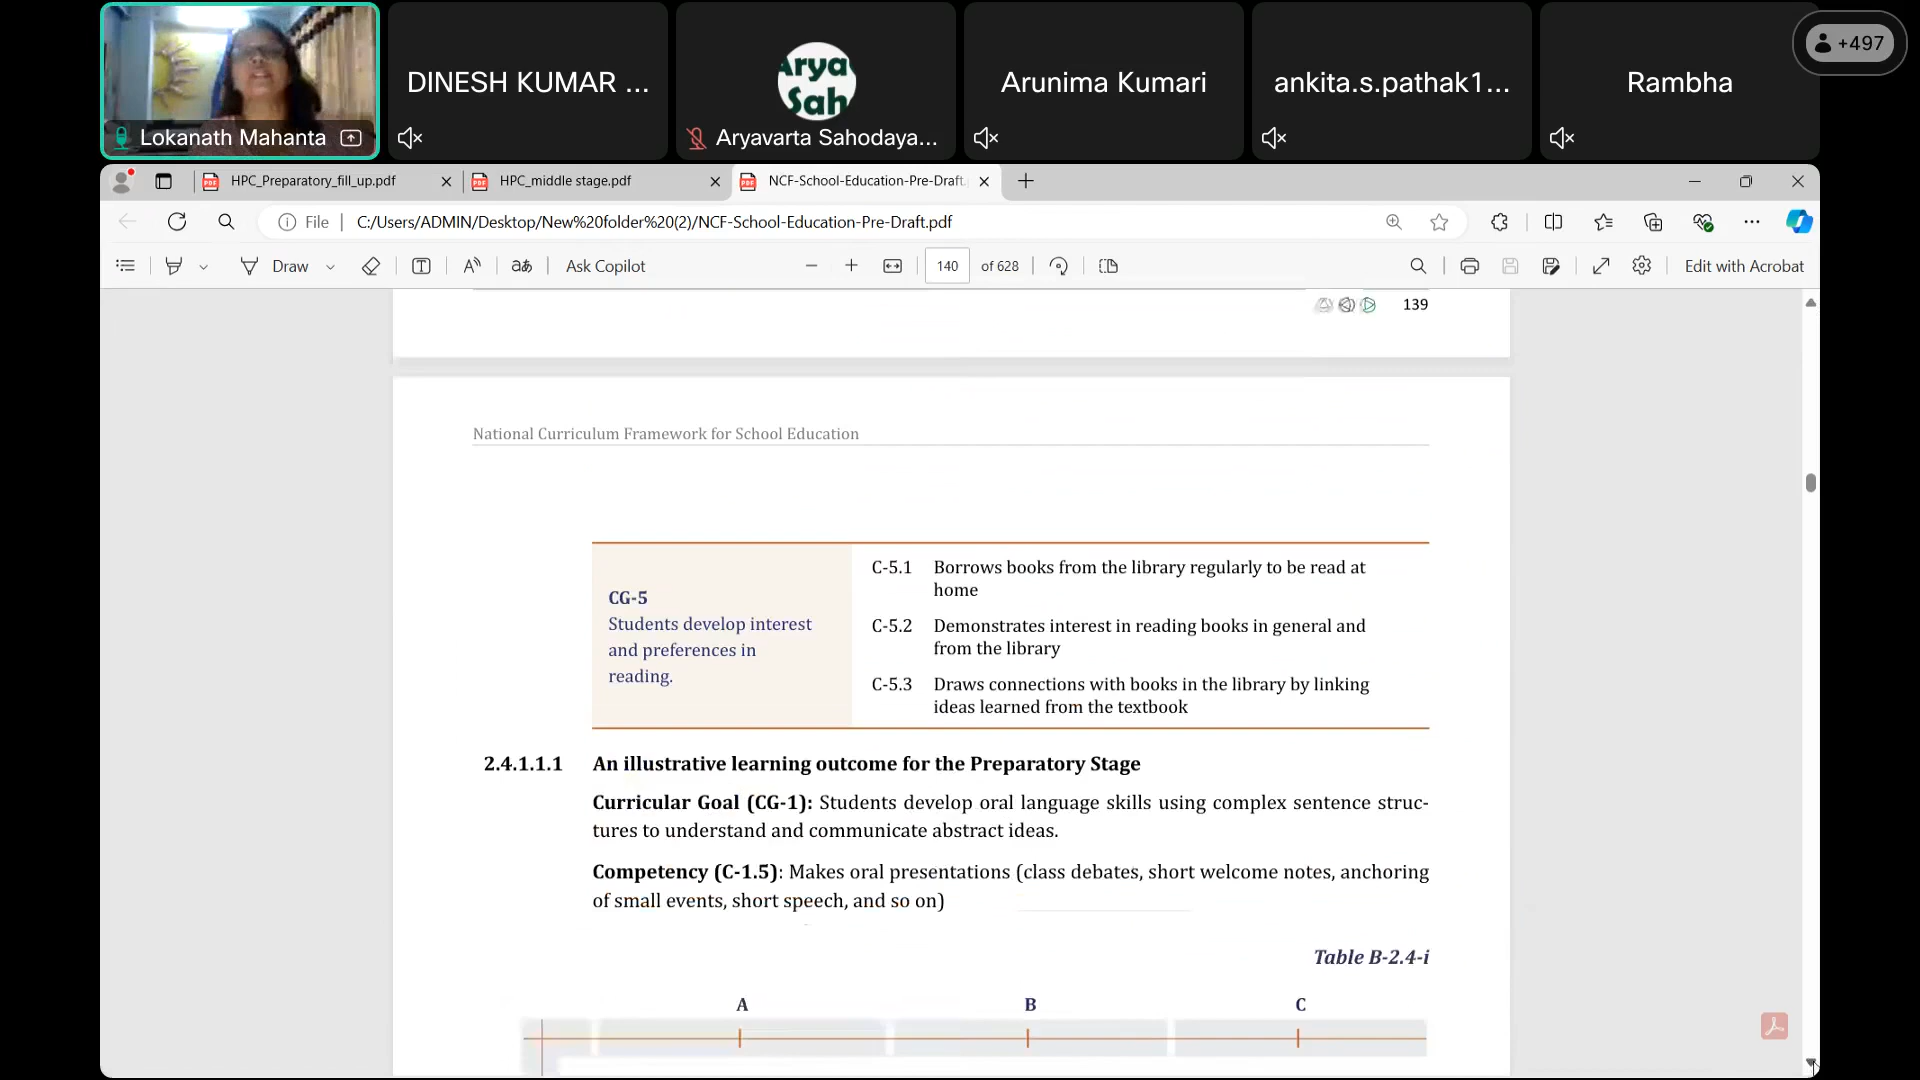 Lokanath Mahanta
DINESH KUMAR ...
Arya
Sah
Aryavarta Sahodaya...
Arunima Kumari
ankita.s.pathak1...
Rambha
+497
HPC_Preparatory_fill_up.pdf
HPC_middle stage.pdf
NCF-School-Education-Pre-Draft.
File
C:/Users/ADMIN/Desktop/New%20folder%20(2)/NCF-School-Education-Pre-Draft.pdf
Draw
Ask Copilot
140 of 628
Edit with Acrobat
139
National Curriculum Framework for School Education
CG-5
Students develop interest
and preferences in
reading.
C-5.1 Borrows books from the library regularly to be read at
home
C-5.2 Demonstrates interest in reading books in general and
from the library
C-5.3 Draws connections with books in the library by linking
ideas learned from the textbook
2.4.1.1.1 An illustrative learning outcome for the Preparatory Stage
Curricular Goal (CG-1): Students develop oral language skills using complex sentence struc-
tures to understand and communicate abstract ideas.
Competency (C-1.5): Makes oral presentations (class debates, short welcome notes, anchoring
of small events, short speech, and so on)
Table B-2.4-i
A B C